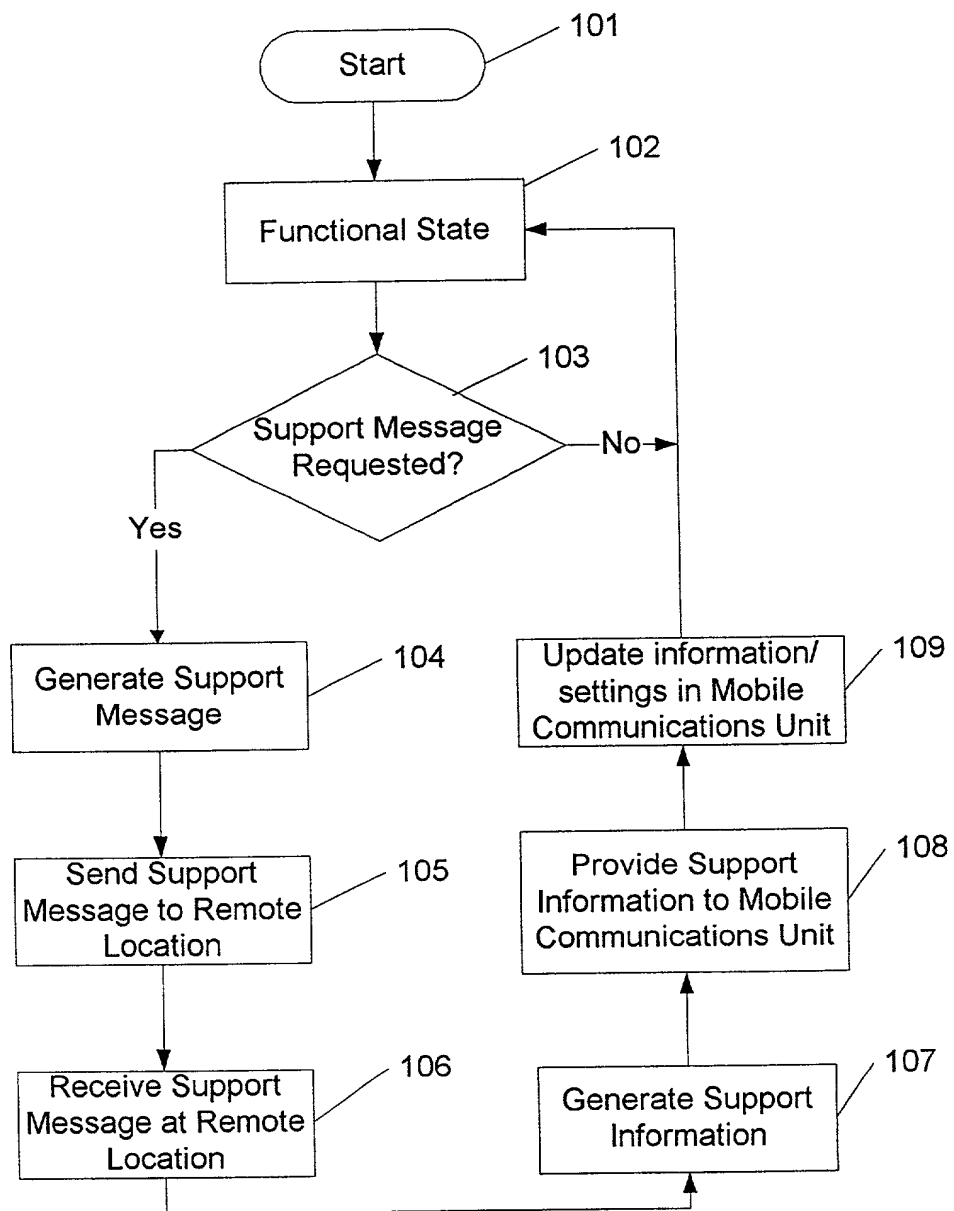 101
Start
102
Functional State
103
Support Message
Requested?
No
Yes
104
Generate Support
Message
105
Send Support
Message to Remote
Location
106
Receive Support
Message at Remote
Location
109
Update information/
settings in Mobile
Communications Unit
108
Provide Support
Information to Mobile
Communications Unit
107
Generate Support
Information